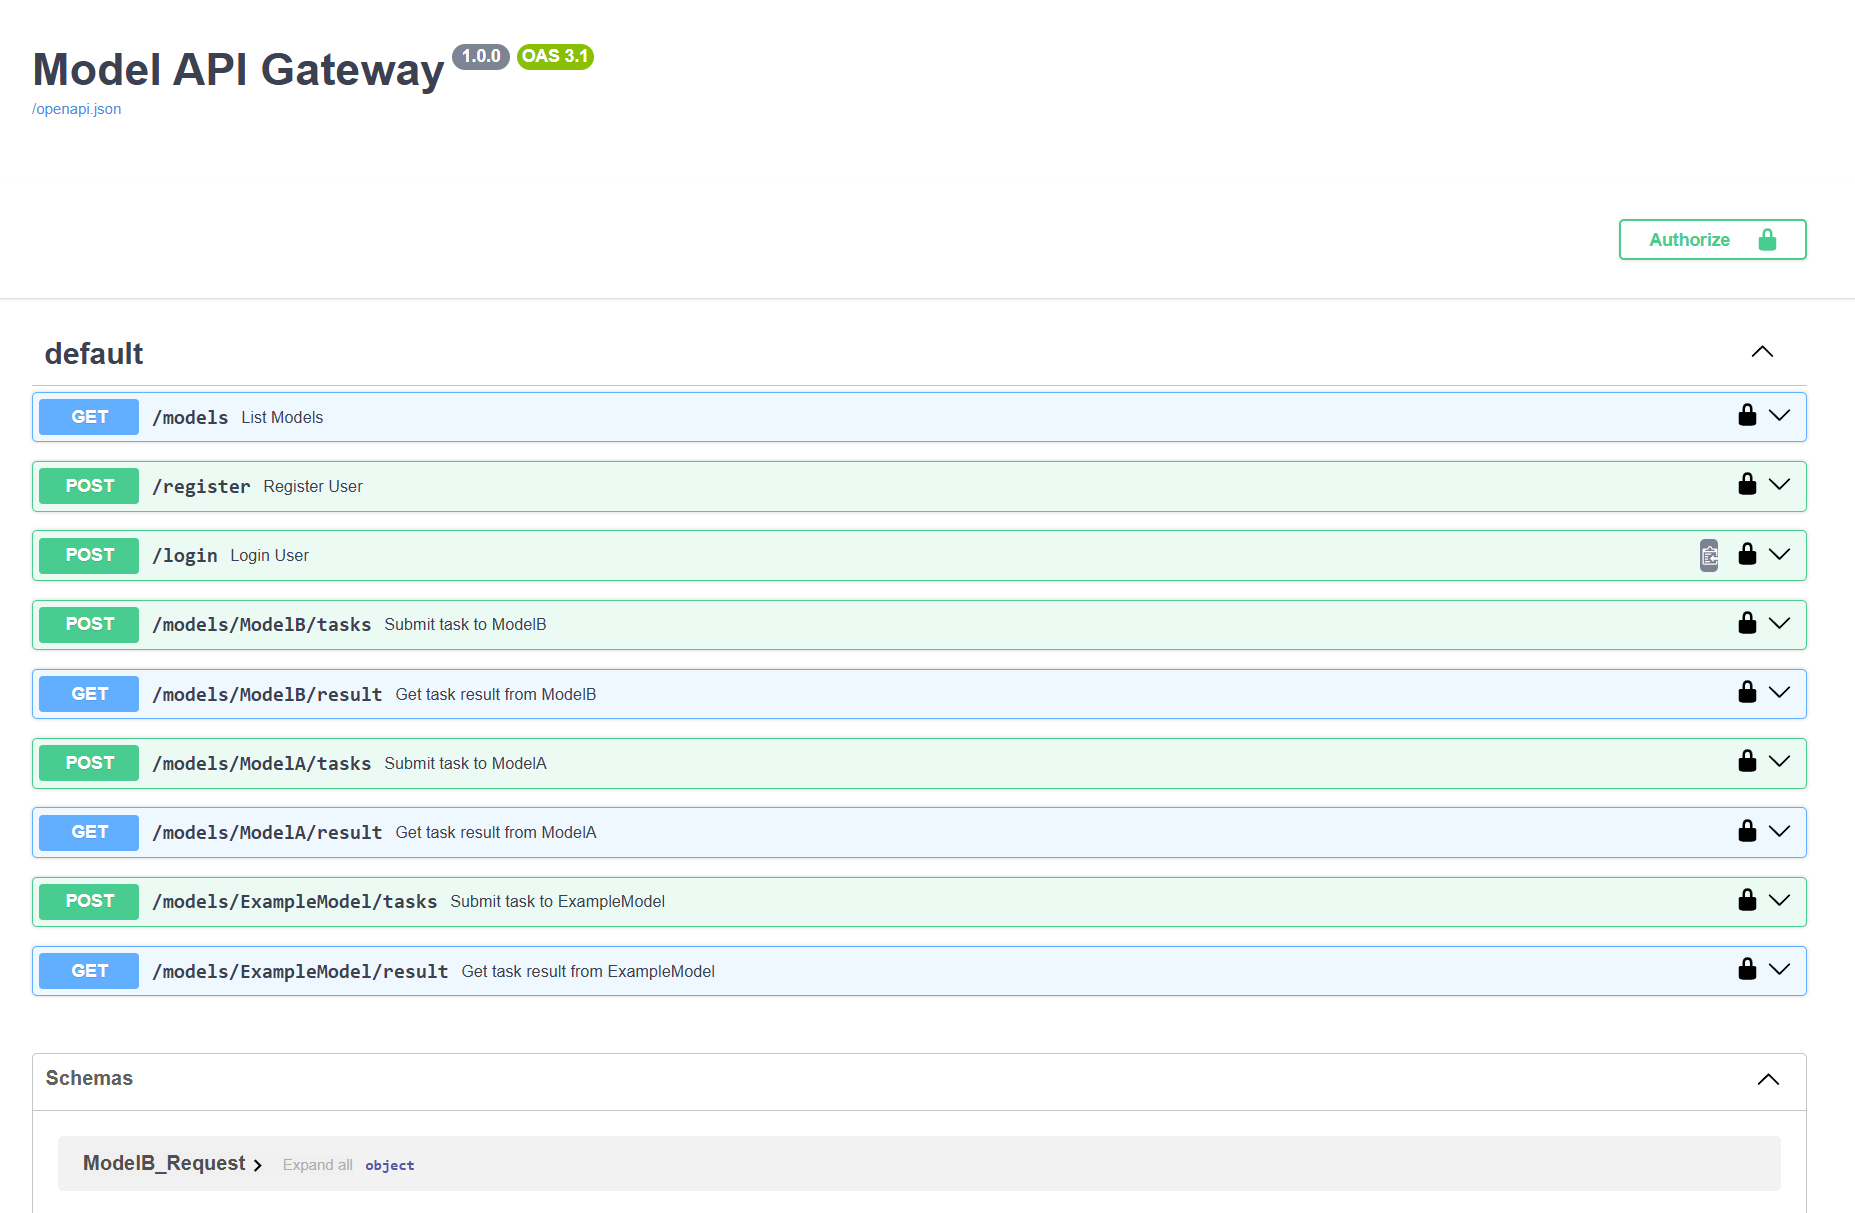 Model API Gateway 1.0.0 OAS 3.1
/openapi.json
Authorize
default
GET /models List Models
POST /register Register User
POST /login Login User
POST /models/ModelB/tasks Submit task to ModelB
GET /models/ModelB/result Get task result from ModelB
POST /models/ModelA/tasks Submit task to ModelA
GET /models/ModelA/result Get task result from ModelA
POST /models/ExampleModel/tasks Submit task to ExampleModel
GET /models/ExampleModel/result Get task result from ExampleModel
Schemas
ModelB_Request Expand all object